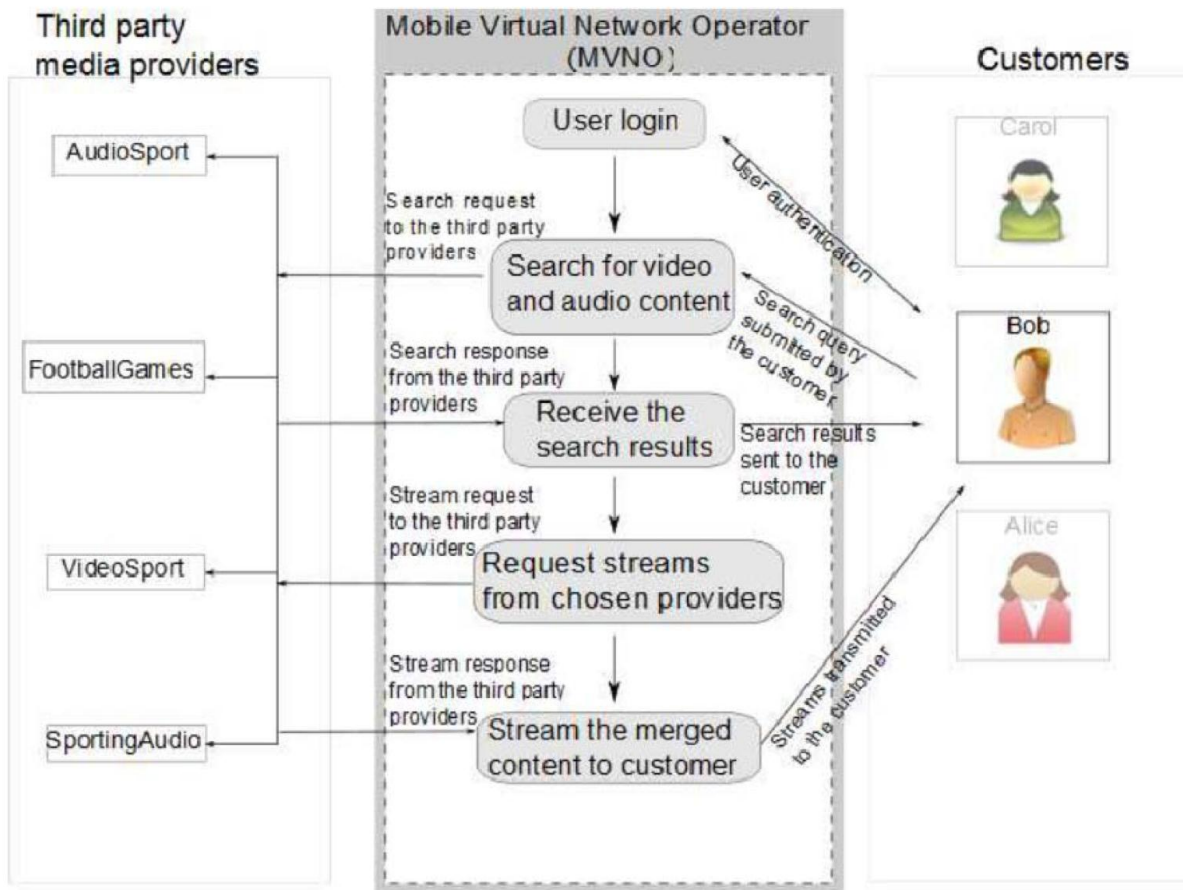 Third party
media providers
Mobile Virtual Network Operator
(MVNO)
Customers
AudioSport
FootballGames
VideoSport
SportingAudio
User login
Search request
to the third party
providers
Search for video
and audio content
Search response
from the third party
providers
Receive the
search results
Stream request
to the third party
providers
Request streams
from chosen providers
Stream response
from the third party
providers
Stream the merged
content to customer
User authentication
Search query
submitted by
the customer
Search results
sent to the
customer
Streams transmitted
to the customer
Carol
Bob
Alice